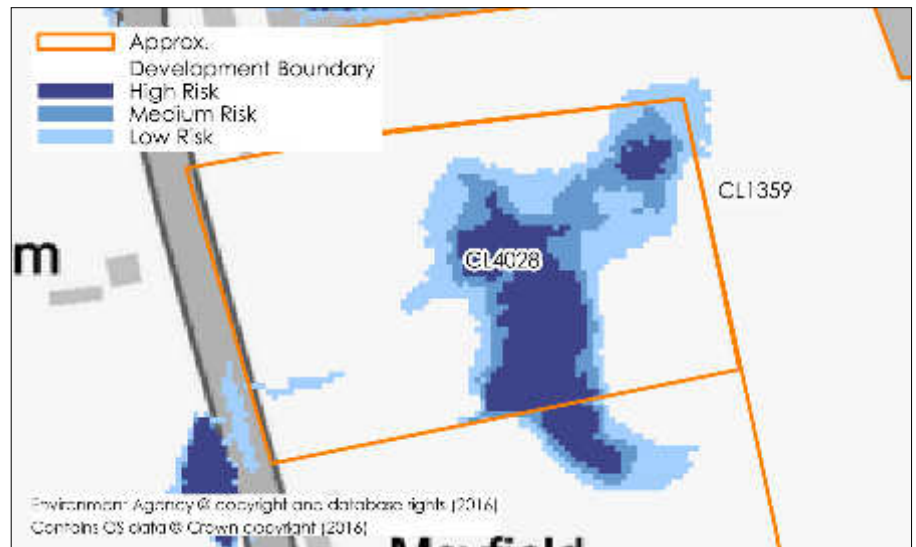 Approx.
Development Boundary
High Risk
Medium Risk
Low Risk
CL1359
CL4028
m
Environment Agency © copyright and database rights (2016)
Contains OS data © Crown copyright (2016)